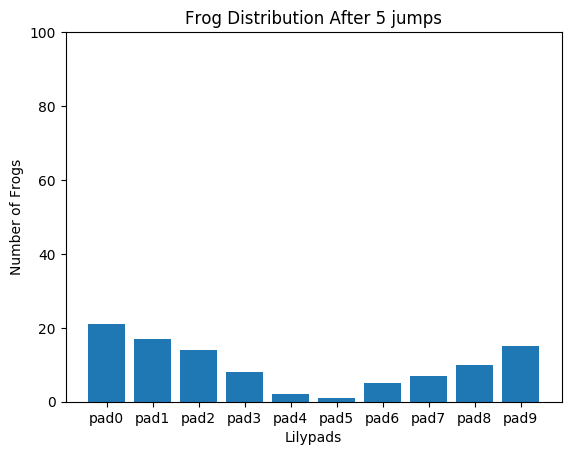 Frog Distribution After 5 jumps
100
80
60
40
20
0
Number of Frogs
pad0 pad1 pad2 pad3 pad4 pad5 pad6 pad7 pad8 pad9
Lilypads